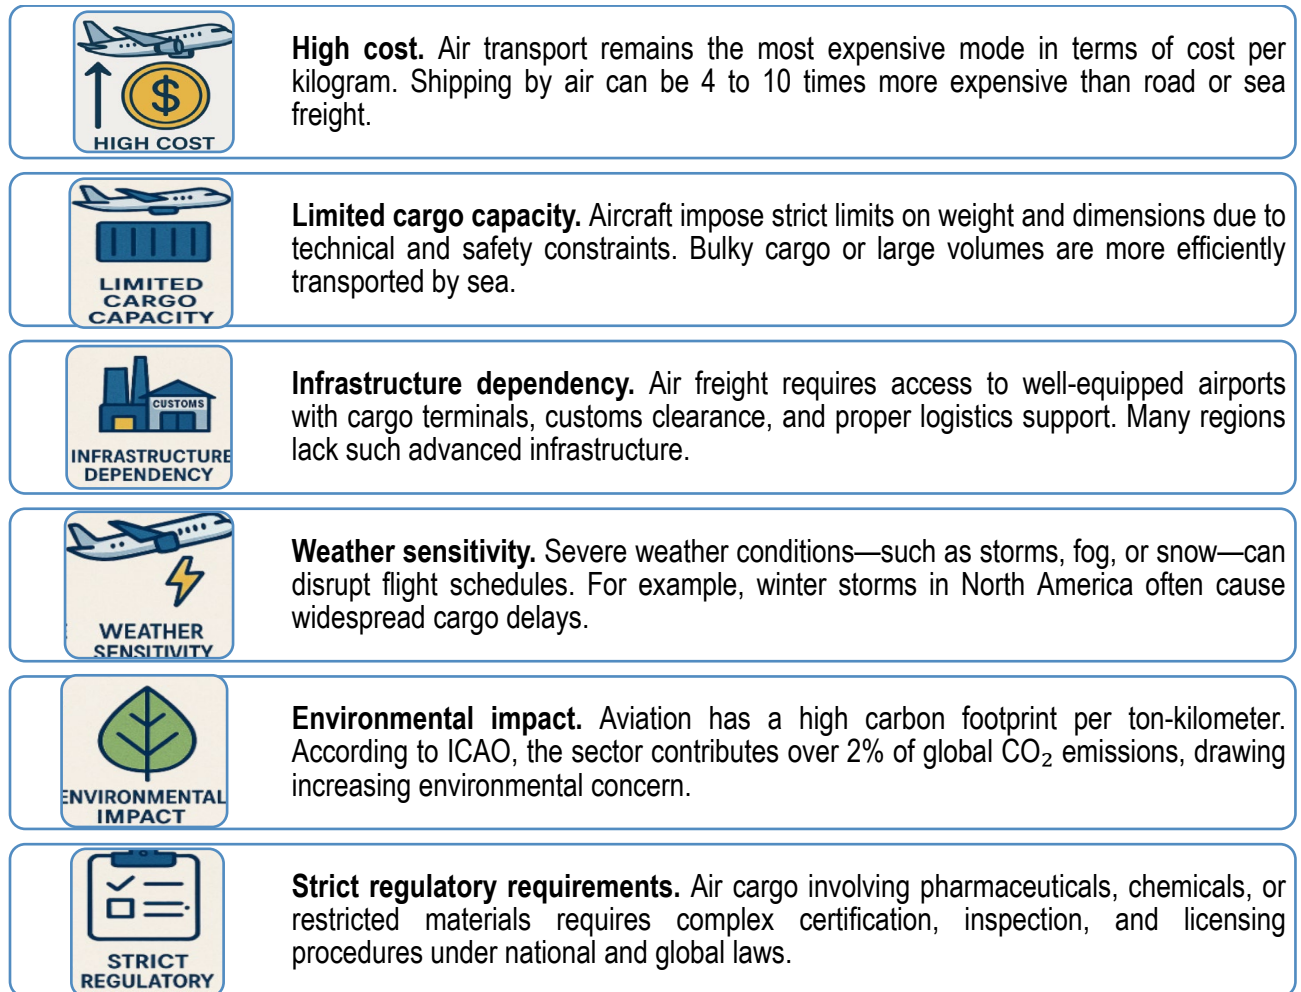 HIGH COST
High cost. Air transport remains the most expensive mode in terms of cost per
kilogram. Shipping by air can be 4 to 10 times more expensive than road or sea
freight.
LIMITED
CARGO
CAPACITY
Limited cargo capacity. Aircraft impose strict limits on weight and dimensions due to
technical and safety constraints. Bulky cargo or large volumes are more efficiently
transported by sea.
CUSTOMS
INFRASTRUCTURE
DEPENDENCY
Infrastructure dependency. Air freight requires access to well-equipped airports
with cargo terminals, customs clearance, and proper logistics support. Many regions
lack such advanced infrastructure.
WEATHER
SENSITIVITY
Weather sensitivity. Severe weather conditions—such as storms, fog, or snow—can
disrupt flight schedules. For example, winter storms in North America often cause
widespread cargo delays.
ENVIRONMENTAL
IMPACT
Environmental impact. Aviation has a high carbon footprint per ton-kilometer.
According to ICAO, the sector contributes over 2% of global CO₂ emissions, drawing
increasing environmental concern.
STRICT
REGULATORY
Strict regulatory requirements. Air cargo involving pharmaceuticals, chemicals, or
restricted materials requires complex certification, inspection, and licensing
procedures under national and global laws.